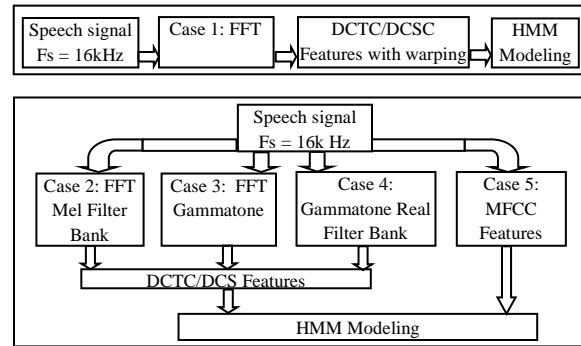 Speech signal
Fs = 16kHz
Case 1: FFT
DCTC/DCSC
Features with warping
HMM
Modeling
Speech signal
Fs = 16k Hz
Case 2: FFT
Mel Filter
Bank
Case 3:  FFT
Gammatone
Case 4:
Gammatone Real
Filter Bank
Case 5:
MFCC
Features
DCTC/DCS Features
HMM Modeling